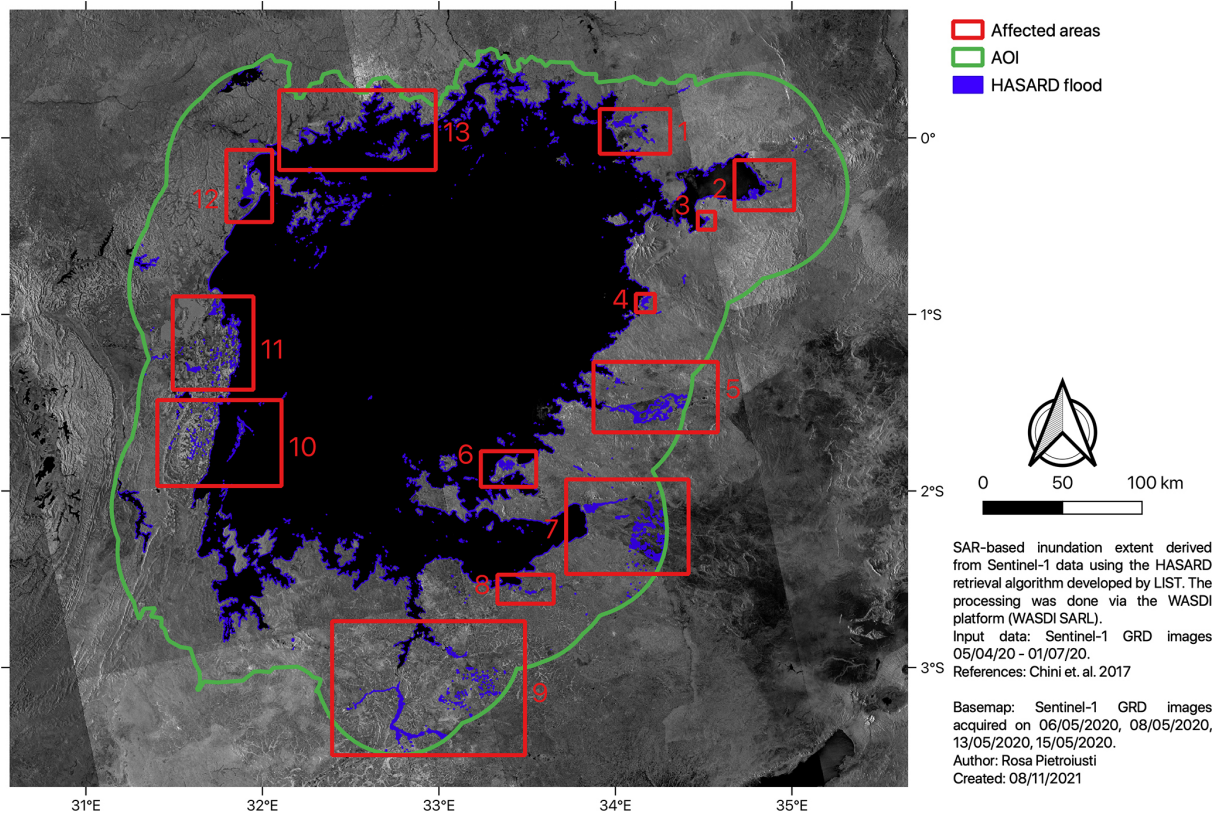 Affected areas
AOI
HASARD flood
13
1
12
2
3
4
11
5
10
6
7
8
9
0°
1°S
2°S
3°S
31°E
32°E
33°E
34°E
35°E
0 50 100 km
SAR-based inundation extent derived
from Sentinel-1 data using the HASARD
retrieval algorithm developed by LIST. The
processing was done via the WASDI
platform (WASDI SARL).
Input data: Sentinel-1 GRD images
05/04/20 - 01/07/20.
References: Chini et. al. 2017
Basemap: Sentinel-1 GRD images
acquired on 06/05/2020, 08/05/2020,
13/05/2020, 15/05/2020.
Author: Rosa Pietroiusti
Created: 08/11/2021